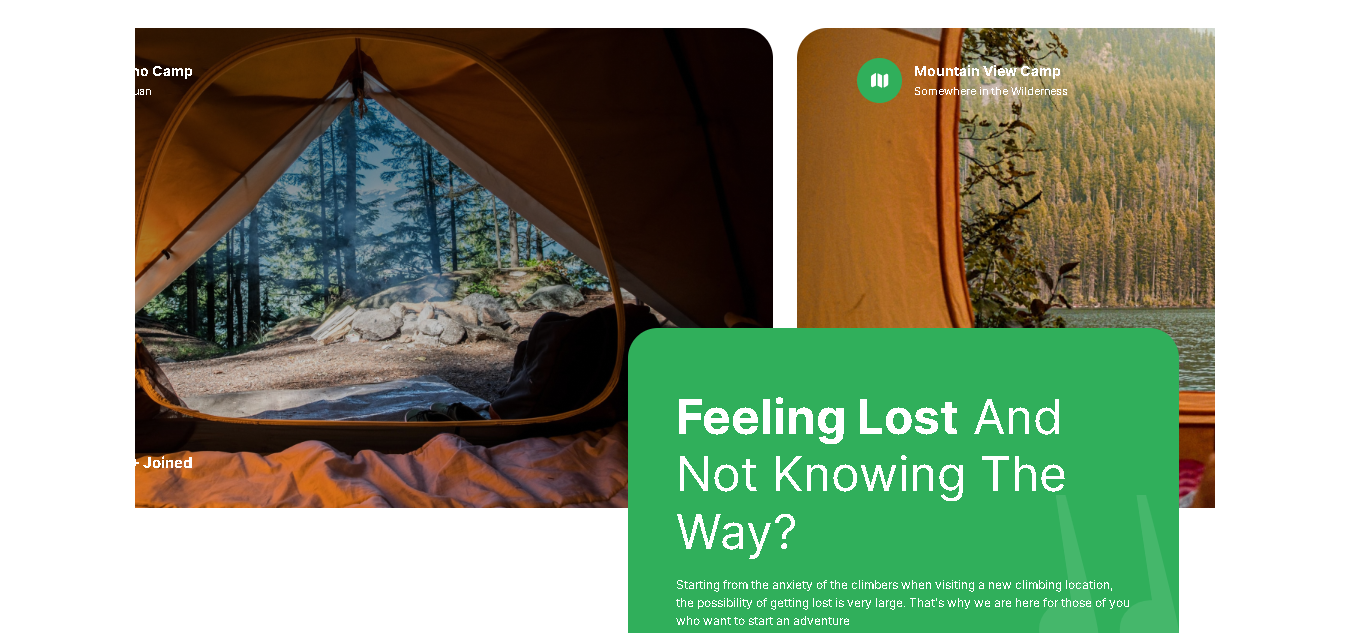 Camp
Mountain View Camp
Somewhere in the Wilderness
Joined
Feeling Lost And
Not Knowing The
Way?
Starting from the anxiety of the climbers when visiting a new climbing location,
the possibility of getting lost is very large. That's why we are here for those of you
who want to start an adventure